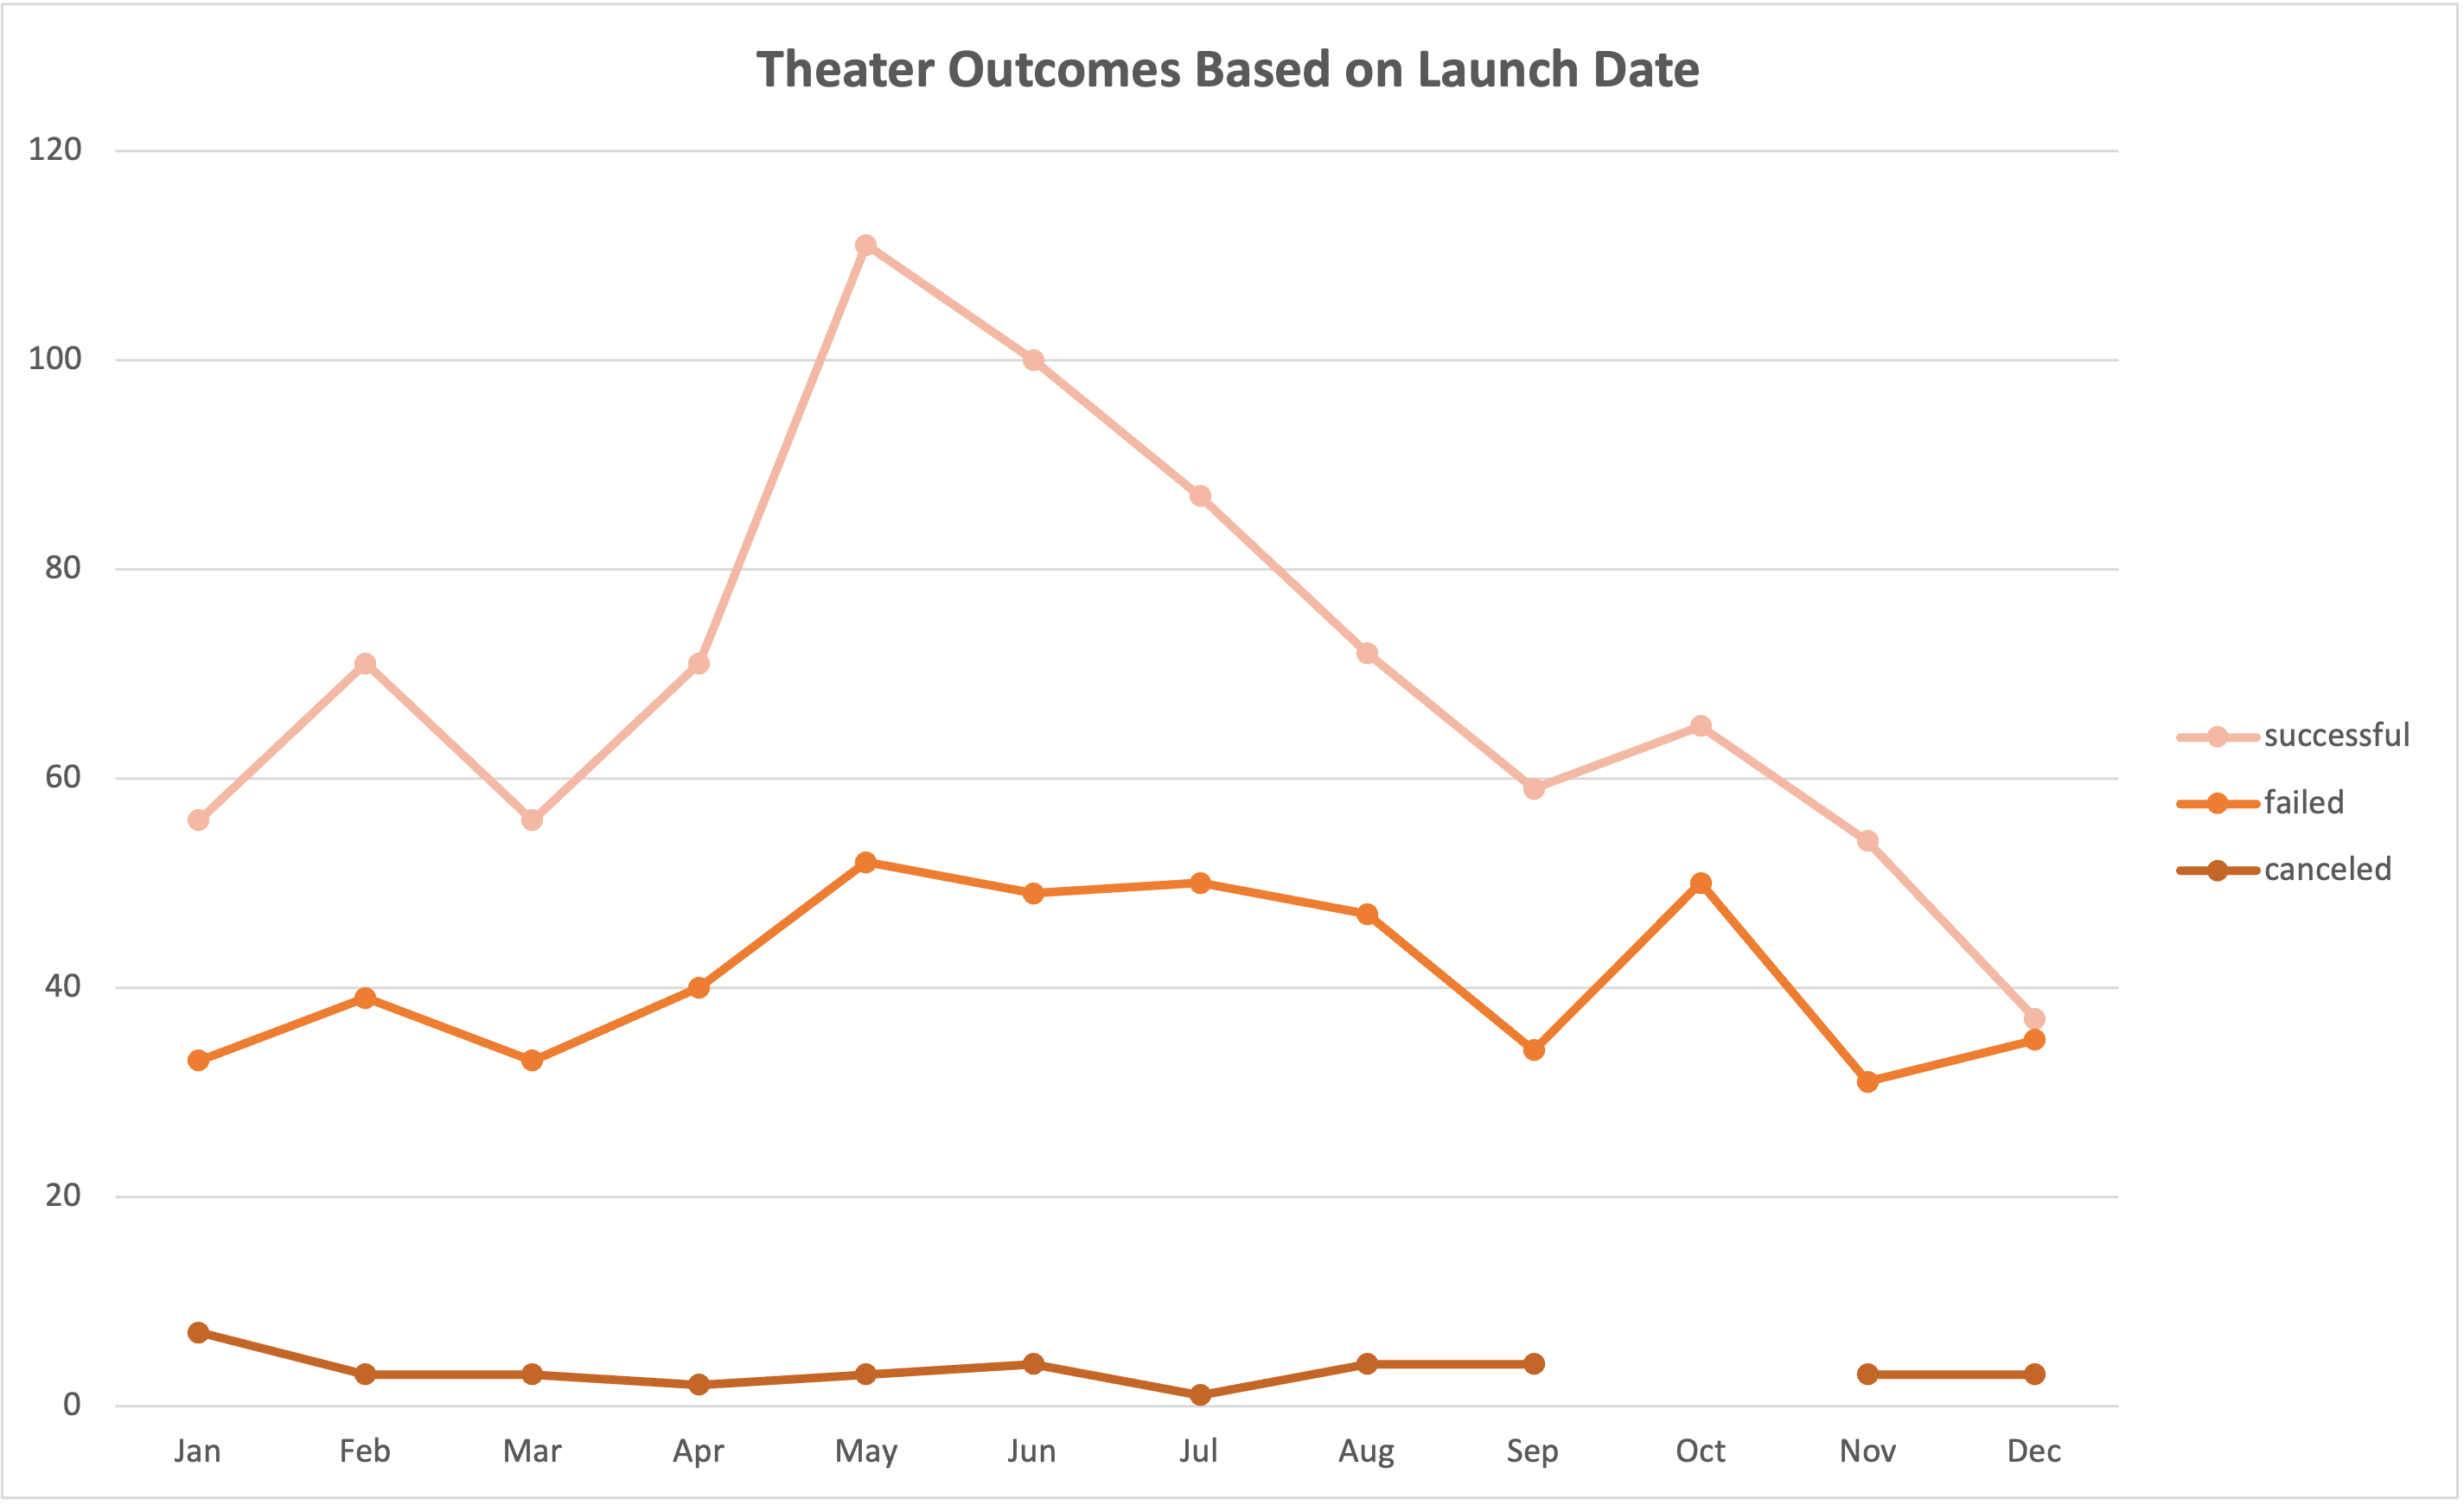 Theater Outcomes Based on Launch Date
120
100
80
60
40
20
0
Jan Feb Mar Apr May Jun Jul Aug Sep Oct Nov Dec
successful
failed
canceled